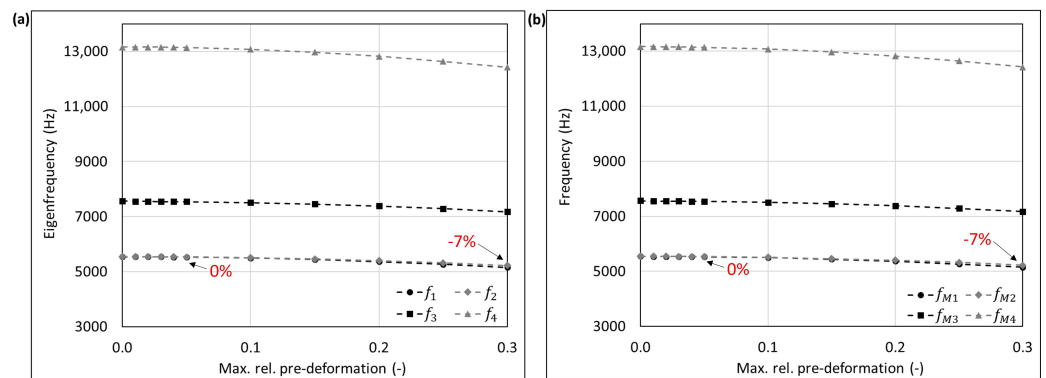 (a)
13,000
11,000
9000
7000
5000
3000
Eigenfrequency (Hz)
0%
-7%
f1 f2
f3 f4
0.0 0.1 0.2 0.3
Max. rel. pre-deformation (-)
(b)
13,000
11,000
9000
7000
5000
3000
Frequency (Hz)
0%
-7%
fM1 fM2
fM3 fM4
0.0 0.1 0.2 0.3
Max. rel. pre-deformation (-)